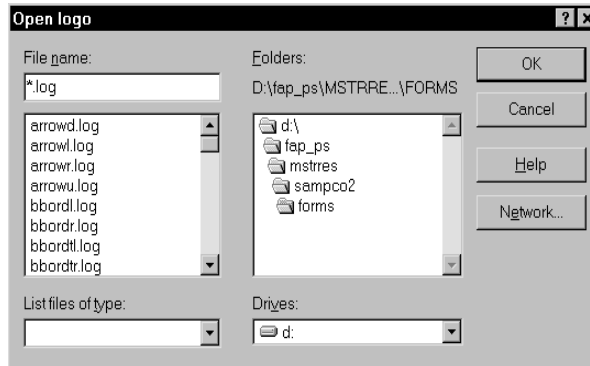 Open logo
File name:
*.log
arrowd.log
arrowl.log
arrowr.log
arrowu.log
bbordl.log
bbordr.log
bbordtl.log
bbordtr.log
List files of type:
Folders:
D:\fap_ps\MSTRRE...\FORMS
d:\
fap_ps
mstrres
sampco2
forms
Drives:
d:
OK
Cancel
Help
Network...